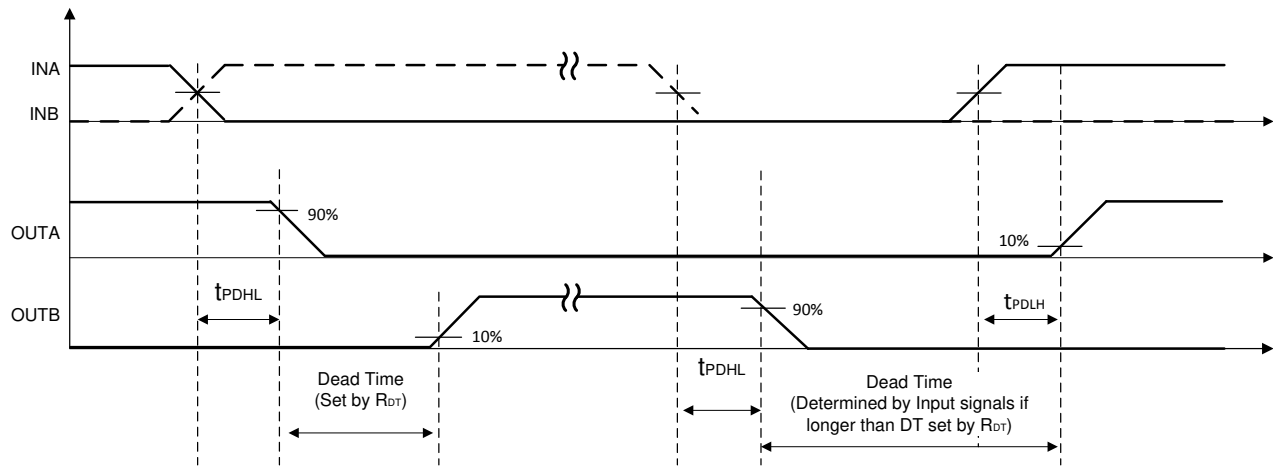 INA
INB
OUTA
90%
10%
tPDHL
tPDLH
OUTB
90%
10%
tPDHL
Dead Time
(Set by RDT)
Dead Time
(Determined by Input signals if
longer than DT set by RDT)